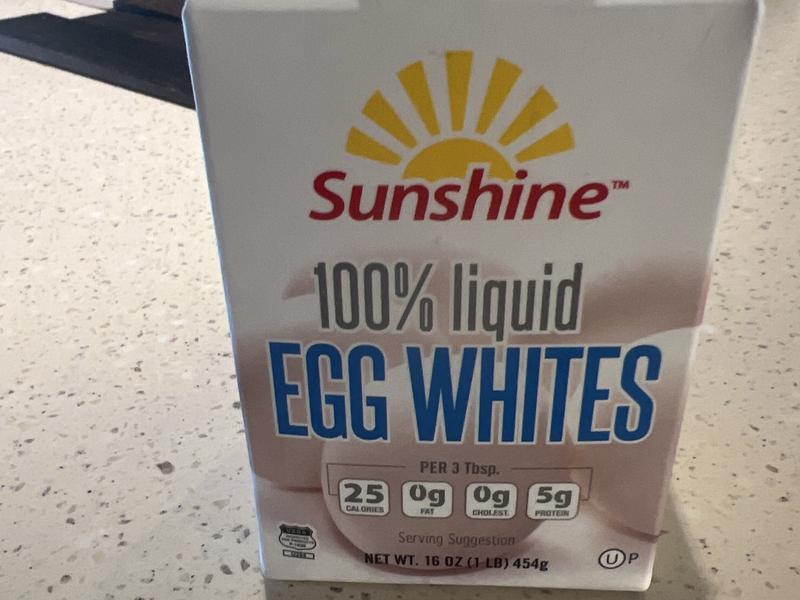 Sunshine™
100% liquid
EGG WHITES
PER 3 Tbsp.
25 0g 0g 5g
CALORIES FAT CHOLEST. PROTEIN
Serving Suggestion
NET WT. 16 OZ (1 LB) 454g
U P